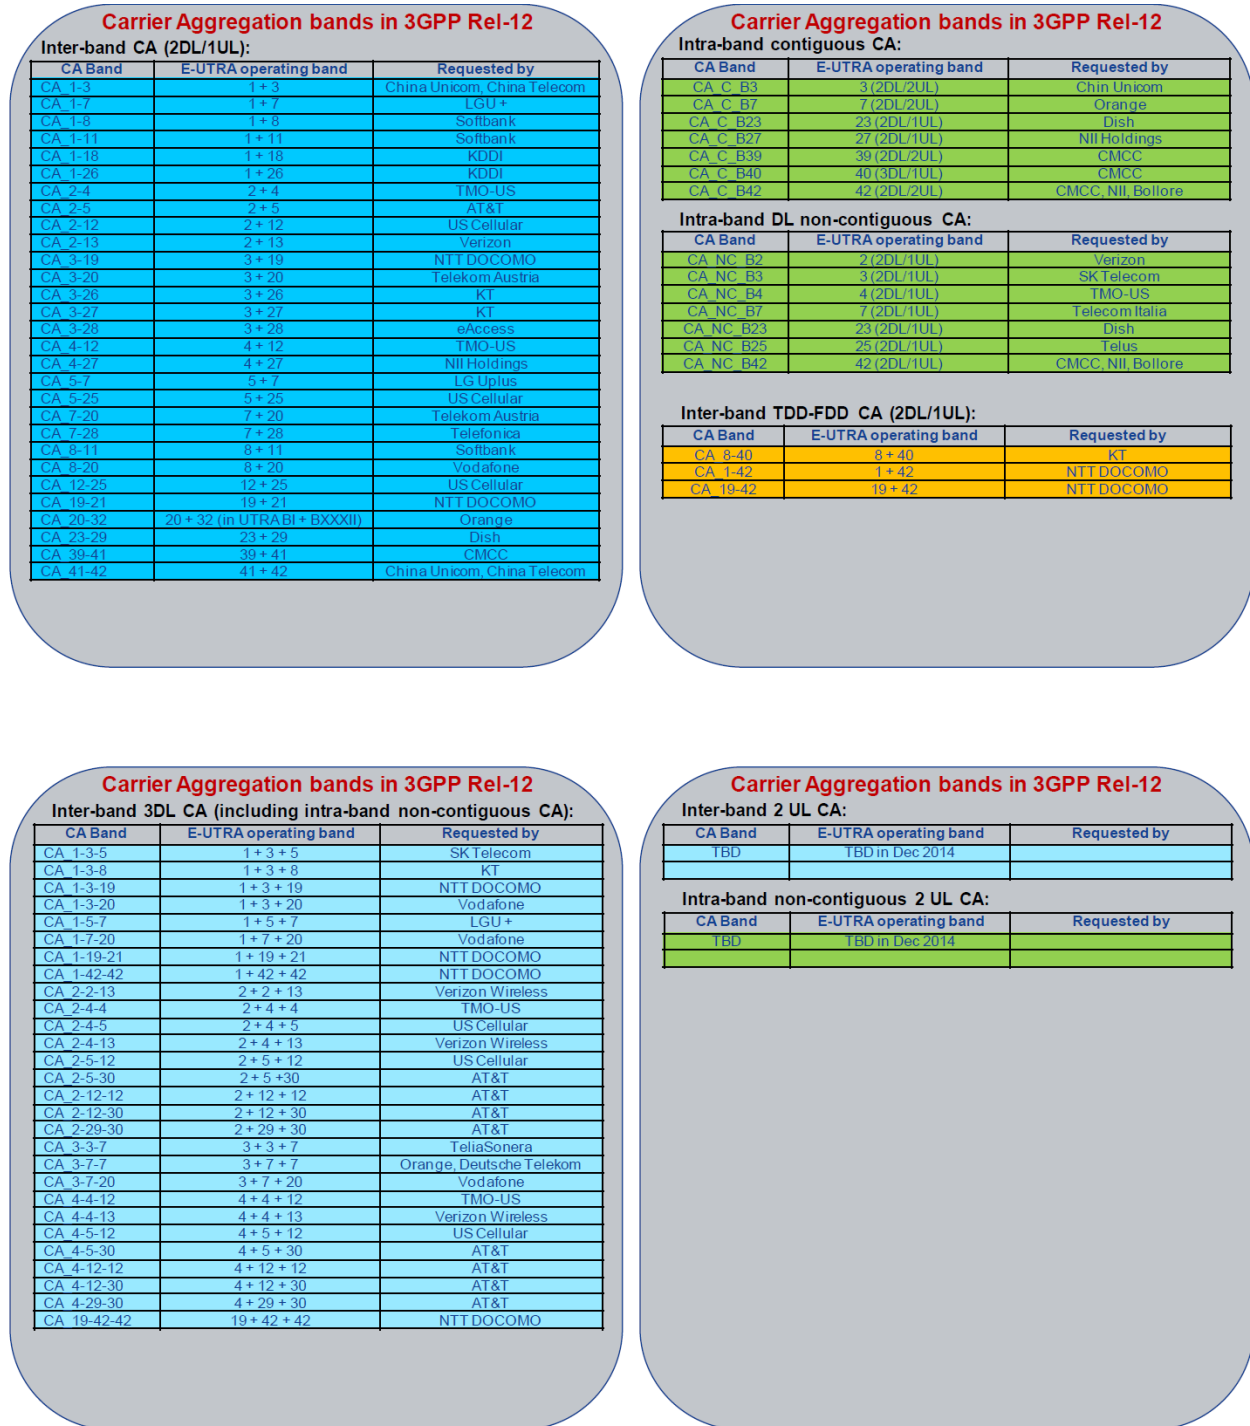 Carrier Aggregation bands in 3GPP Rel-12
Inter-band CA (2DL/1UL):
CA Band E-UTRA operating band Requested by
CA_1-3 1 + 3 China Unicom, China Telecom
CA_1-7 1 + 7 LGU +
CA_1-8 1 + 8 Softbank
CA_1-11 1 + 11 Softbank
CA_1-18 1 + 18 KDDI
CA_1-26 1 + 26 KDDI
CA_2-4 2 + 4 TMO-US
CA_2-5 2 + 5 AT&T
CA_2-12 2 + 12 US Cellular
CA_2-13 2 + 13 Verizon
CA_3-19 3 + 19 NTT DOCOMO
CA_3-20 3 + 20 Telekom Austria
CA_3-26 3 + 26 KT
CA_3-27 3 + 27 KT
CA_3-28 3 + 28 eAccess
CA_4-12 4 + 12 TMO-US
CA_4-27 4 + 27 NII Holdings
CA_5-7 5 + 7 LG Uplus
CA_5-25 5 + 25 US Cellular
CA_7-20 7 + 20 Telekom Austria
CA_7-28 7 + 28 Telefonica
CA_8-11 8 + 11 Softbank
CA_8-20 8 + 20 Vodafone
CA_12-25 12 + 25 US Cellular
CA_19-21 19 + 21 NTT DOCOMO
CA_20-32 20 + 32 (in UTRA BI + BXXXII) Orange
CA_23-29 23 + 29 Dish
CA_39-41 39 + 41 CMCC
CA_41-42 41 + 42 China Unicom, China Telecom
Carrier Aggregation bands in 3GPP Rel-12
Intra-band contiguous CA:
CA Band E-UTRA operating band Requested by
CA_C_B3 3 (2DL/2UL) Chin Unicom
CA_C_B7 7 (2DL/2UL) Orange
CA_C_B23 23 (2DL/1UL) Dish
CA_C_B27 27 (2DL/1UL) NII Holdings
CA_C_B39 39 (2DL/2UL) CMCC
CA_C_B40 40 (3DL/1UL) CMCC
CA_C_B42 42 (2DL/2UL) CMCC, NII, Bollore
Intra-band DL non-contiguous CA:
CA Band E-UTRA operating band Requested by
CA_NC_B2 2 (2DL/1UL) Verizon
CA_NC_B3 3 (2DL/1UL) SK Telecom
CA_NC_B4 4 (2DL/1UL) TMO-US
CA_NC_B7 7 (2DL/1UL) Telecom Italia
CA_NC_B23 23 (2DL/1UL) Dish
CA_NC_B25 25 (2DL/1UL) Telus
CA_NC_B42 42 (2DL/1UL) CMCC, NII, Bollore
Inter-band TDD-FDD CA (2DL/1UL):
CA Band E-UTRA operating band Requested by
CA_8-40 8 + 40 KT
CA_1-42 1 + 42 NTT DOCOMO
CA_19-42 19 + 42 NTT DOCOMO
Carrier Aggregation bands in 3GPP Rel-12
Inter-band 3DL CA (including intra-band non-contiguous CA):
CA Band E-UTRA operating band Requested by
CA_1-3-5 1 + 3 + 5 SK Telecom
CA_1-3-8 1 + 3 + 8 KT
CA_1-3-19 1 + 3 + 19 NTT DOCOMO
CA_1-3-20 1 + 3 + 20 Vodafone
CA_1-5-7 1 + 5 + 7 LGU +
CA_1-7-20 1 + 7 + 20 Vodafone
CA_1-19-21 1 + 19 + 21 NTT DOCOMO
CA_1-42-42 1 + 42 + 42 NTT DOCOMO
CA_2-2-13 2 + 2 + 13 Verizon Wireless
CA_2-4-4 2 + 4 + 4 TMO-US
CA_2-4-5 2 + 4 + 5 US Cellular
CA_2-4-13 2 + 4 + 13 Verizon Wireless
CA_2-5-12 2 + 5 + 12 US Cellular
CA_2-5-30 2 + 5 +30 AT&T
CA_2-12-12 2 + 12 + 12 AT&T
CA_2-12-30 2 + 12 + 30 AT&T
CA_2-29-30 2 + 29 + 30 AT&T
CA_3-3-7 3 + 3 + 7 TeliaSonera
CA_3-7-7 3 + 7 + 7 Orange, Deutsche Telekom
CA_3-7-20 3 + 7 + 20 Vodafone
CA_4-4-12 4 + 4 + 12 TMO-US
CA_4-4-13 4 + 4 + 13 Verizon Wireless
CA_4-5-12 4 + 5 + 12 US Cellular
CA_4-5-30 4 + 5 + 30 AT&T
CA_4-12-12 4 + 12 + 12 AT&T
CA_4-12-30 4 + 12 + 30 AT&T
CA_4-29-30 4 + 29 + 30 AT&T
CA_19-42-42 19 + 42 + 42 NTT DOCOMO
Carrier Aggregation bands in 3GPP Rel-12
Inter-band 2 UL CA:
CA Band E-UTRA operating band Requested by
TBD TBD in Dec 2014
Intra-band non-contiguous 2 UL CA:
CA Band E-UTRA operating band Requested by
TBD TBD in Dec 2014